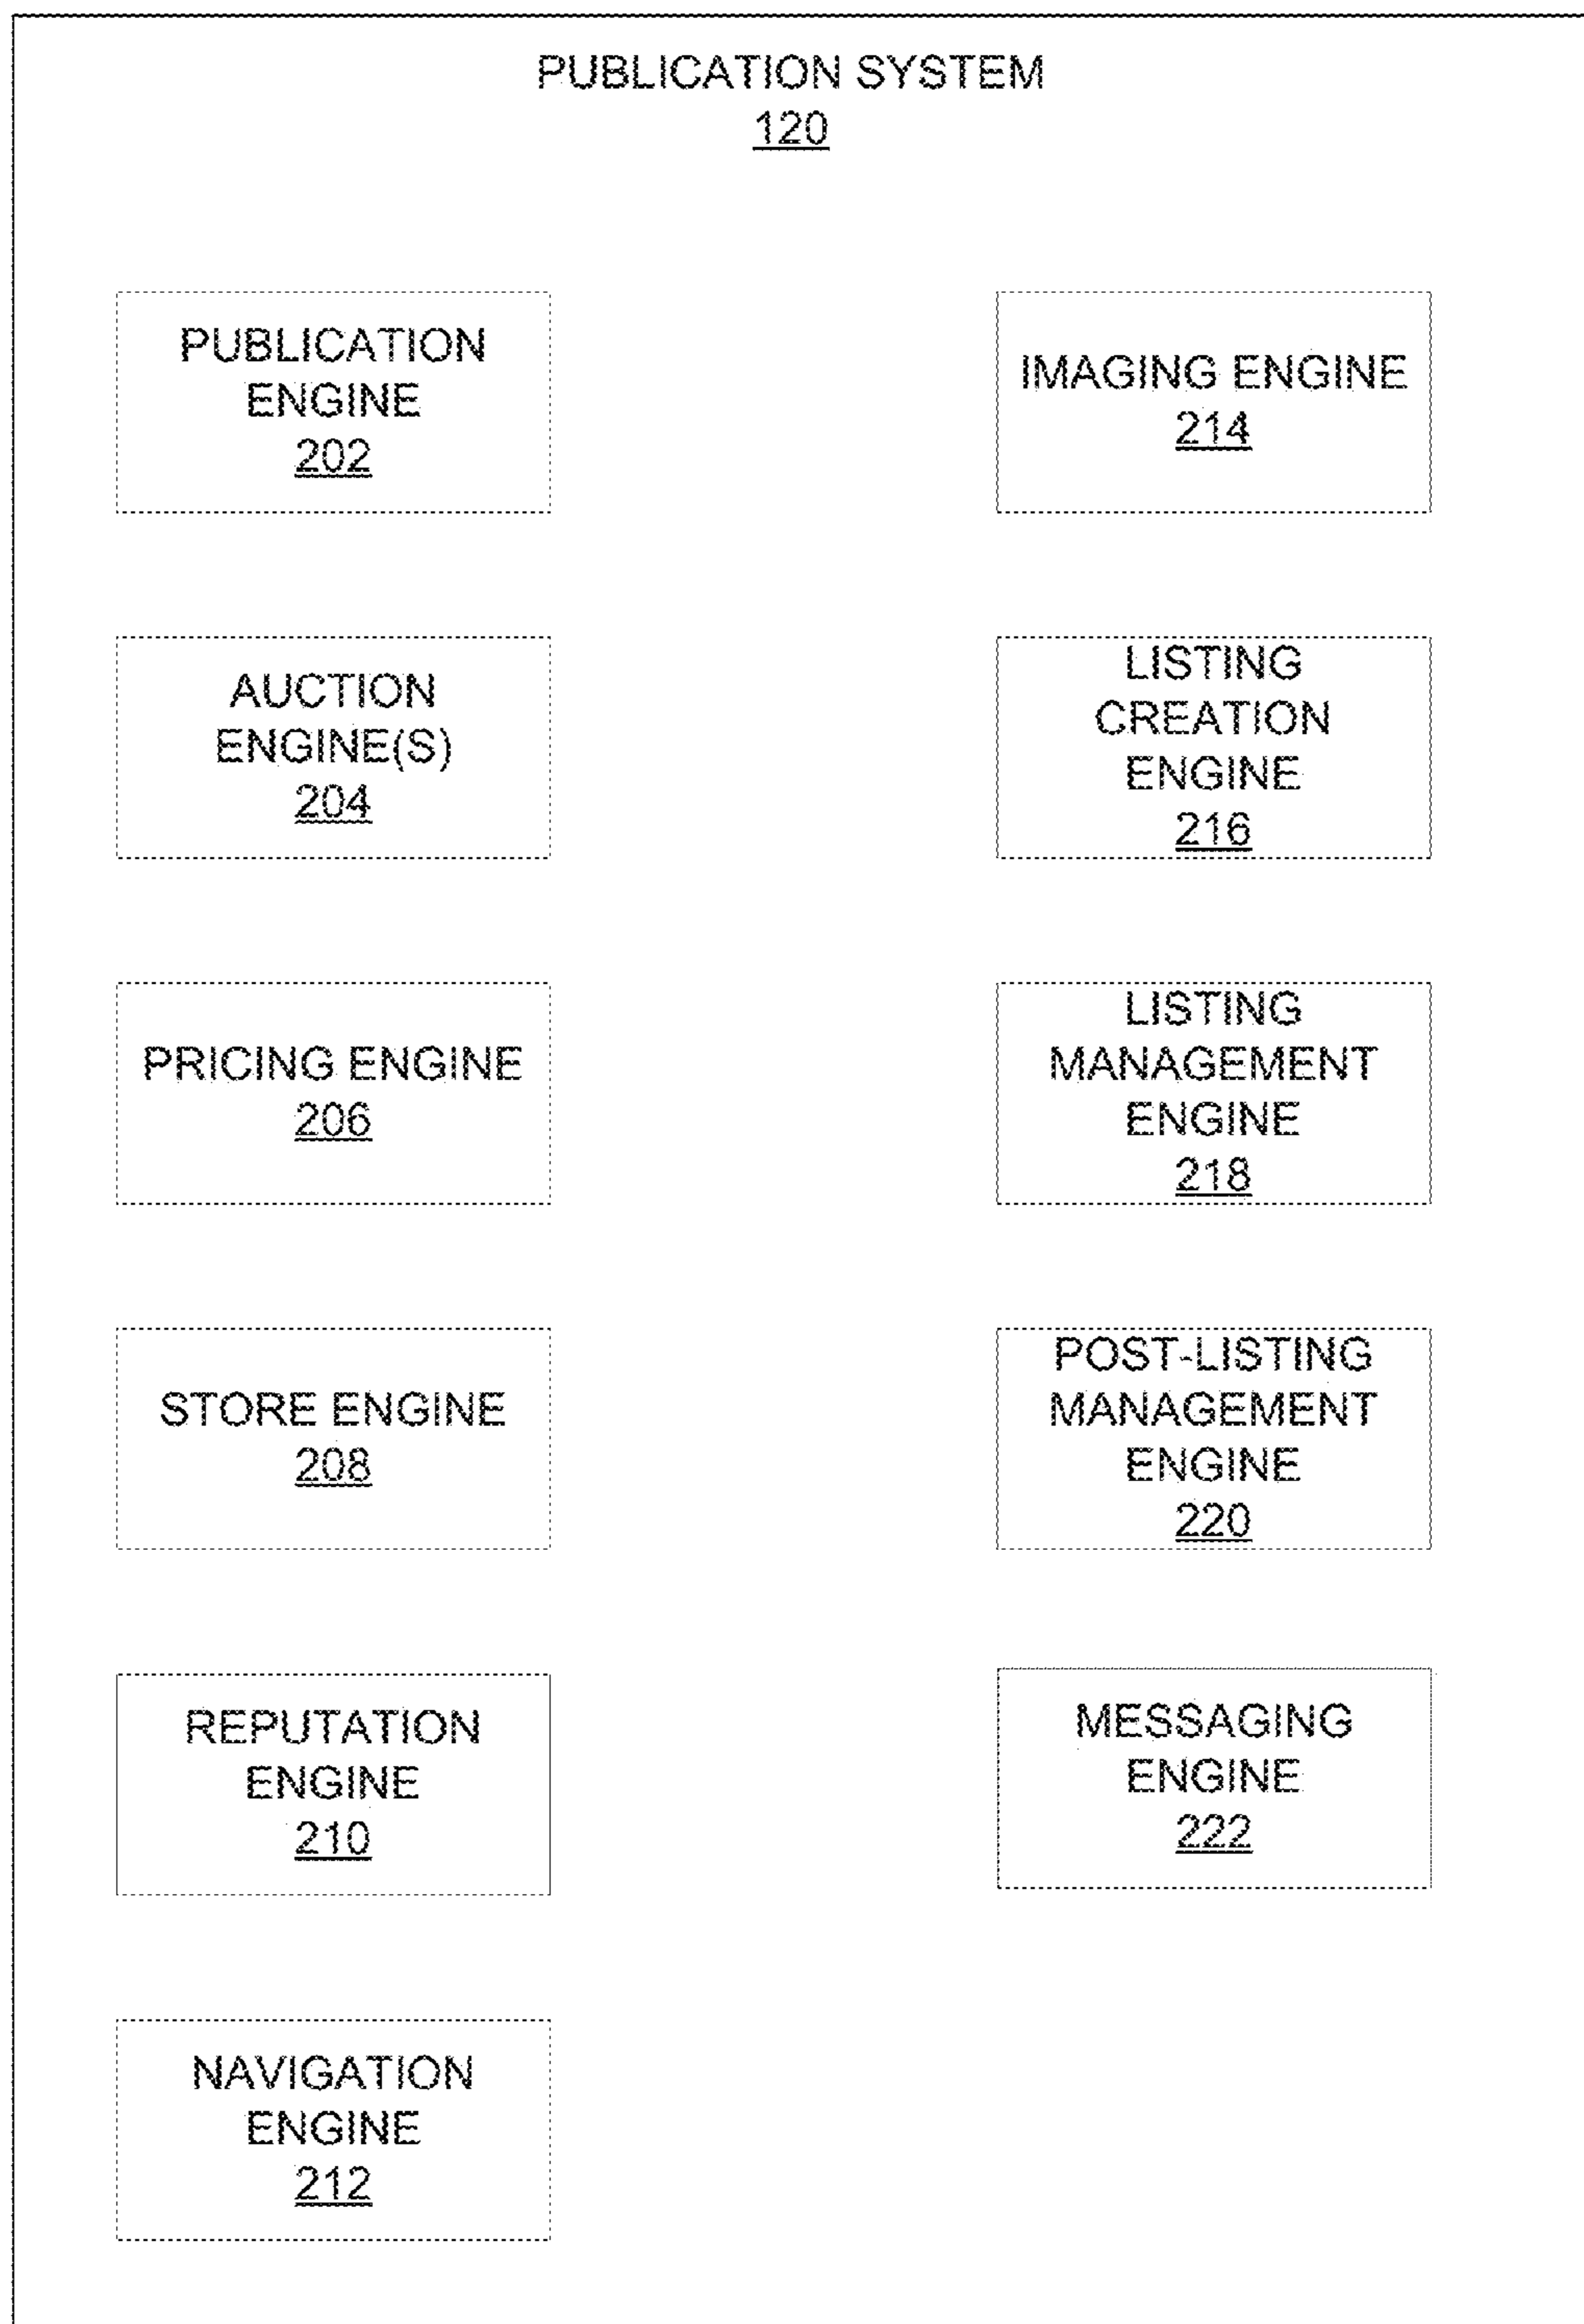 PUBLICATION SYSTEM
120
PUBLICATION
ENGINE
202
AUCTION
ENGINE(S)
204
PRICING ENGINE
206
STORE ENGINE
208
REPUTATION
ENGINE
210
NAVIGATION
ENGINE
212
IMAGING ENGINE
214
LISTING
CREATION
ENGINE
216
LISTING
MANAGEMENT
ENGINE
218
POST-LISTING
MANAGEMENT
ENGINE
220
MESSAGING
ENGINE
222